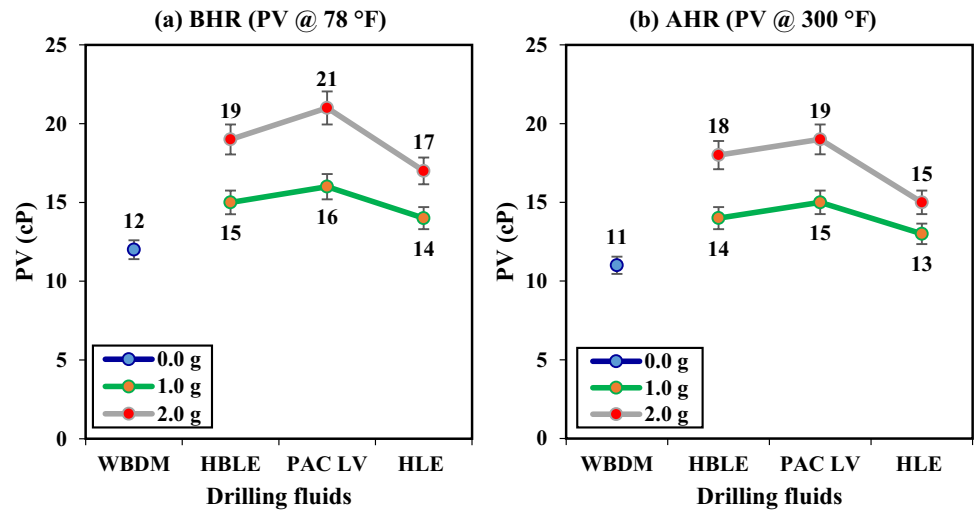 (a) BHR (PV @ 78 °F)
25
20
15
10
5
0
PV (cP)
12
19
21
17
15
16
14
0.0 g
1.0 g
2.0 g
WBDM HBLE PAC LV HLE
Drilling fluids
(b) AHR (PV @ 300 °F)
25
20
15
10
5
0
PV (cP)
11
18
19
15
14
15
13
0.0 g
1.0 g
2.0 g
WBDM HBLE PAC LV HLE
Drilling fluids